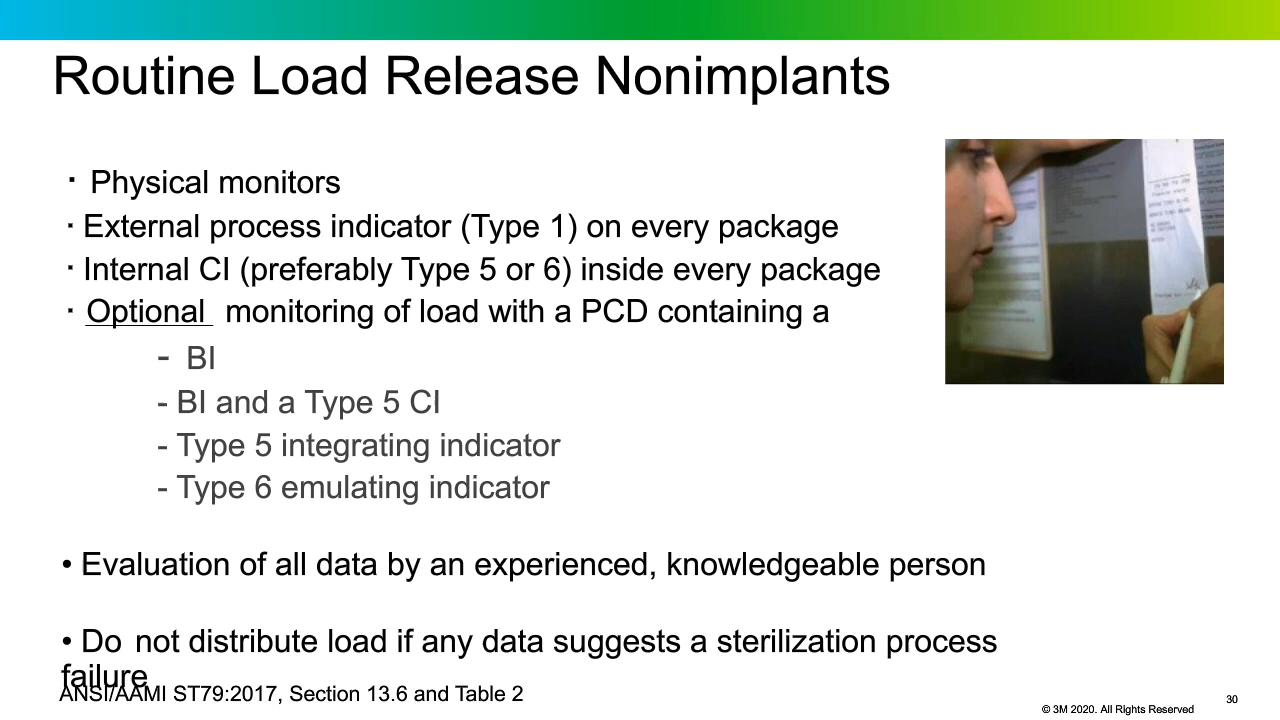 Routine Load Release Nonimplants
· Physical monitors
· External process indicator (Type 1) on every package
· Internal CI (preferably Type 5 or 6) inside every package
· Optional monitoring of load with a PCD containing a
- BI
- BI and a Type 5 CI
- Type 5 integrating indicator
- Type 6 emulating indicator
• Evaluation of all data by an experienced, knowledgeable person
• Do not distribute load if any data suggests a sterilization process
failure
ANSI/AAMI ST79:2017, Section 13.6 and Table 2
30
© 3M 2020. All Rights Reserved